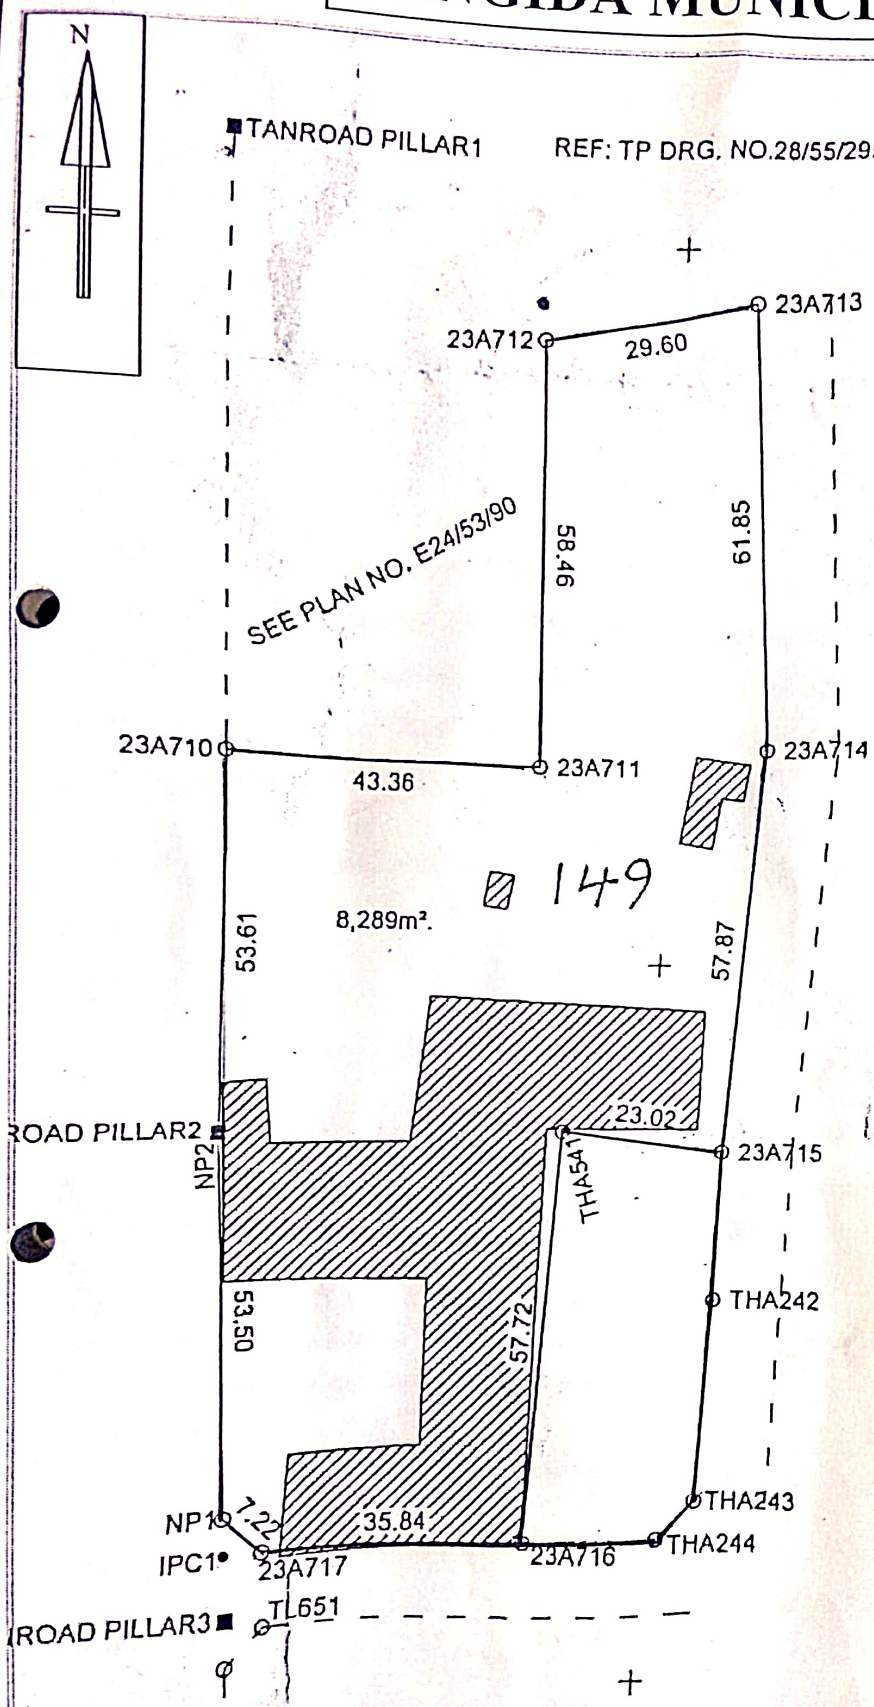 N
TANROAD PILLAR1
REF: TP DRG. NO.28/55/29
23A713
23A712
29.60
SEE PLAN NO. E24/53/90
58.46
61.85
23A710
23A711
23A714
43.36
149
8,289m².
53.61
57.87
23.02
ROAD PILLAR2
NP2
THA541
23A715
THA242
53.50
57.72
THA243
NP1
7.22
35.84
THA244
IPC1
23A717
23A716
TL651
ROAD PILLAR3